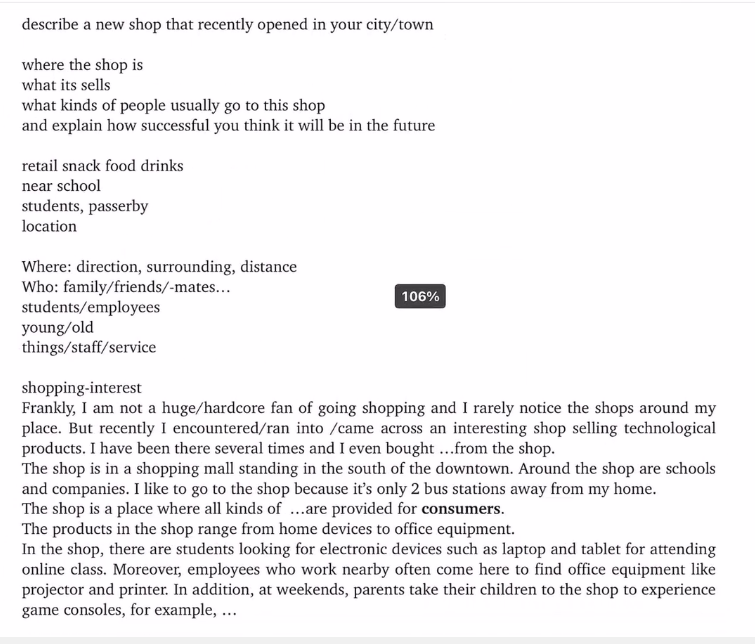 describe a new shop that recently opened in your city/town
where the shop is
what its sells
what kinds of people usually go to this shop
and explain how successful you think it will be in the future
retail snack food drinks
near school
students, passerby
location
Where: direction, surrounding, distance
Who: family/friends/-mates…
106%
students/employees
young/old
things/staff/service
shopping-interest
Frankly, I am not a huge/hardcore fan of going shopping and I rarely notice the shops around my
place. But recently I encountered/ran into /came across an interesting shop selling technological
products. I have been there several times and I even bought …from the shop.
The shop is in a shopping mall standing in the south of the downtown. Around the shop are schools
and companies. I like to go to the shop because it’s only 2 bus stations away from my home.
The shop is a place where all kinds of …are provided for consumers.
The products in the shop range from home devices to office equipment.
In the shop, there are students looking for electronic devices such as laptop and tablet for attending
online class. Moreover, employees who work nearby often come here to find office equipment like
projector and printer. In addition, at weekends, parents take their children to the shop to experience
game consoles, for example, …